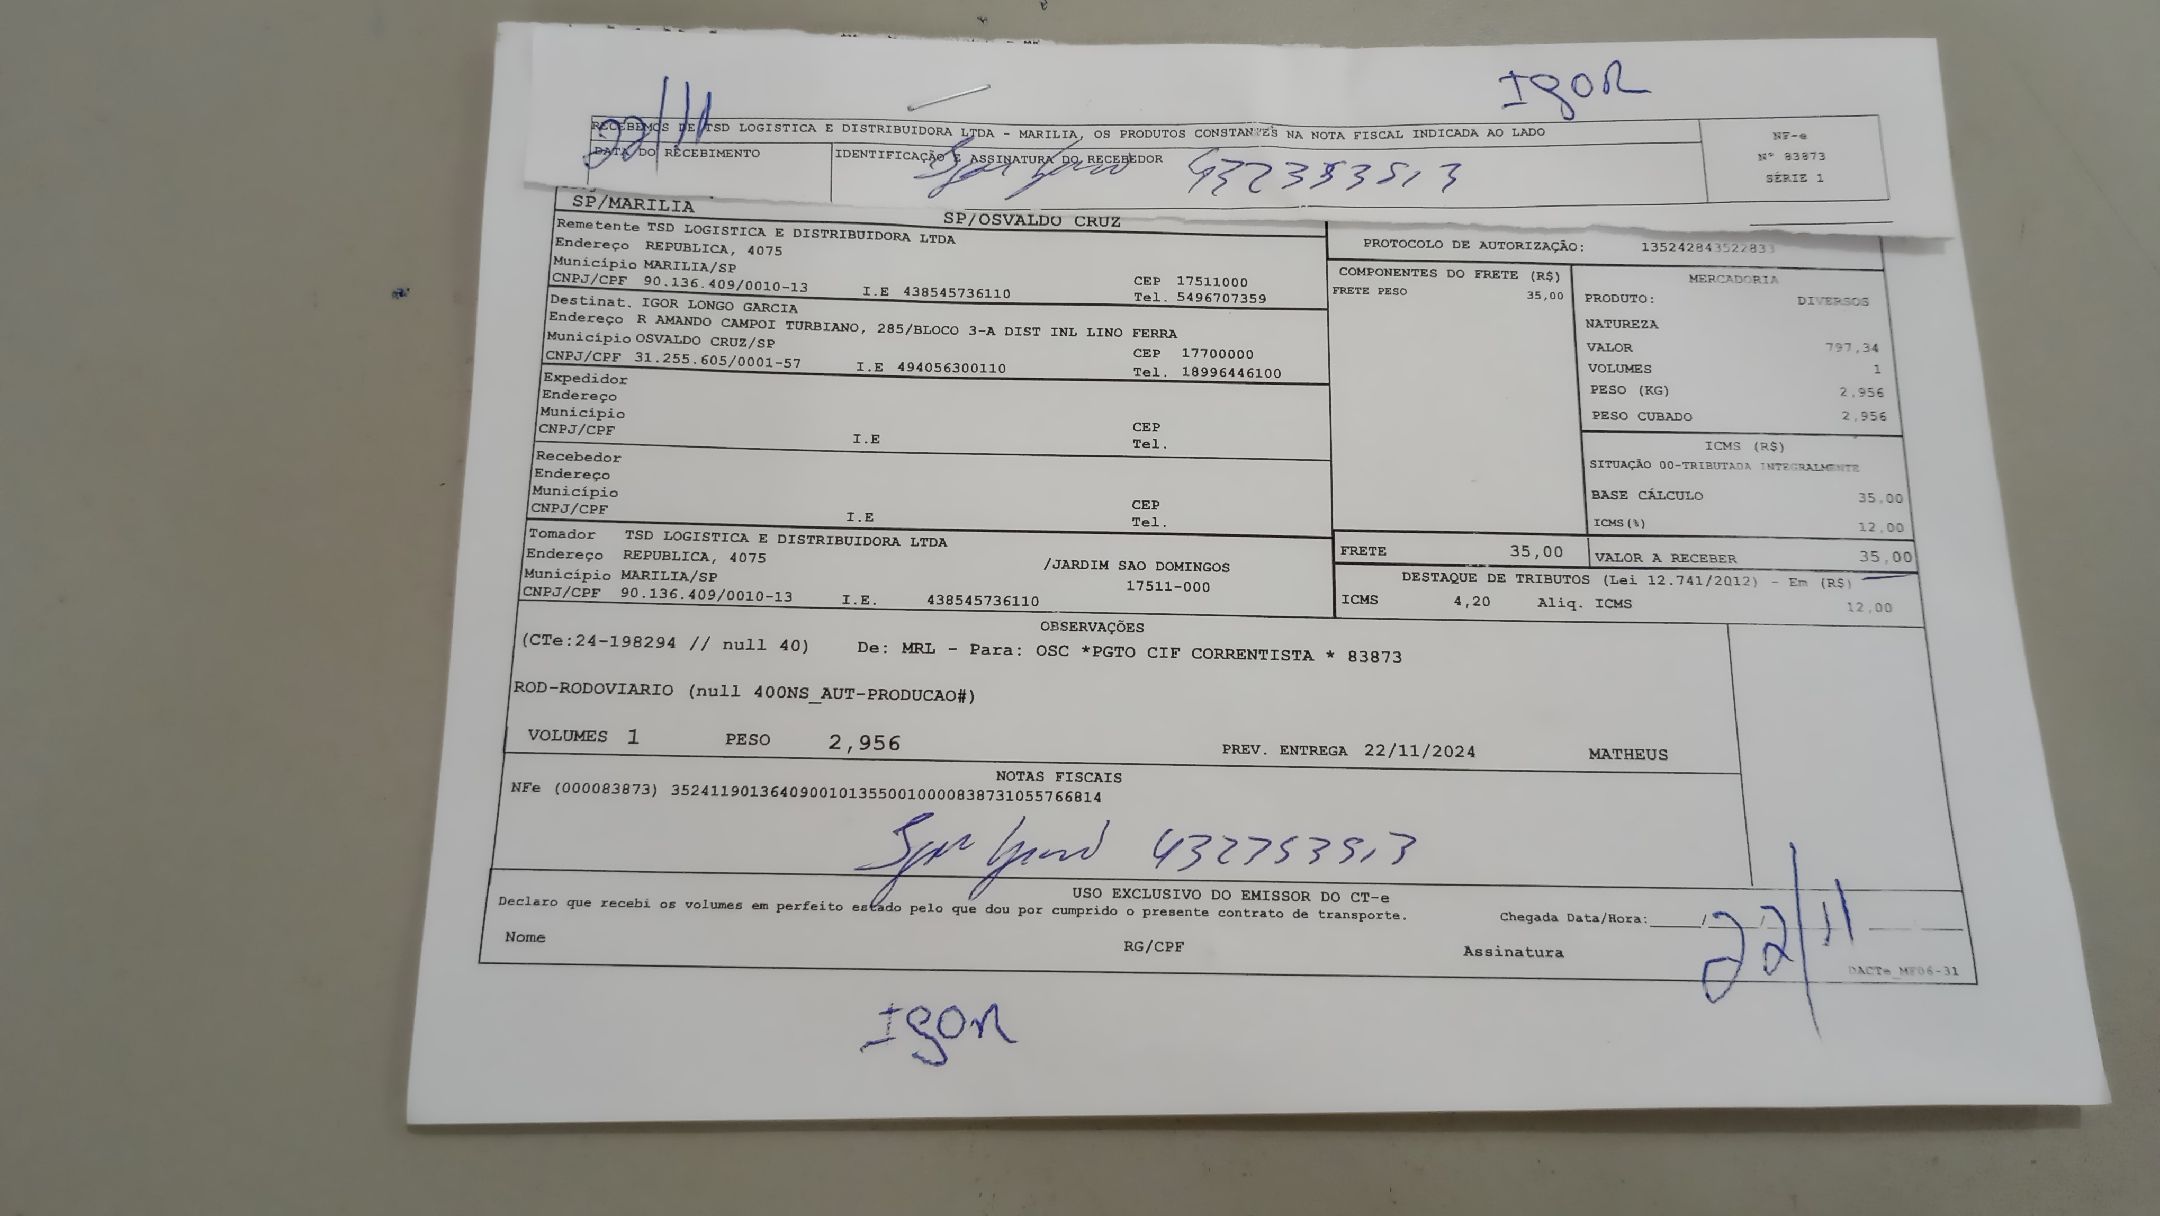 IgoR
22/11
RECEBEMOS DE TSD LOGISTICA E DISTRIBUIDORA LTDA - MARILIA, OS PRODUTOS CONSTANTES NA NOTA FISCAL INDICADA AO LADO
DATA DO RECEBIMENTO
IDENTIFICAÇÃO E ASSINATURA DO RECEBEDOR
NF-e
Nº 83873
SÉRIE 1
SP/MARILIA SP/OSVALDO CRUZ
Remetente TSD LOGISTICA E DISTRIBUIDORA LTDA
Endereço REPUBLICA, 4075
Município MARILIA/SP CEP 17511000
CNPJ/CPF 90.136.409/0010-13 I.E 438545736110 Tel. 5496707359
Destinat. IGOR LONGO GARCIA
Endereço R AMANDO CAMPOI TURBIANO, 285/BLOCO 3-A DIST INL LINO FERRA
Município OSVALDO CRUZ/SP CEP 17700000
CNPJ/CPF 31.255.605/0001-57 I.E 494056300110 Tel. 18996446100
Expedidor
Endereço
Município CEP
CNPJ/CPF I.E Tel.
Recebedor
Endereço
Município CEP
CNPJ/CPF I.E Tel.
Tomador TSD LOGISTICA E DISTRIBUIDORA LTDA
Endereço REPUBLICA, 4075 /JARDIM SAO DOMINGOS
Município MARILIA/SP 17511-000
CNPJ/CPF 90.136.409/0010-13 I.E. 438545736110
PROTOCOLO DE AUTORIZAÇÃO: 135242843522833
COMPONENTES DO FRETE (R$)
FRETE PESO 35,00
MERCADORIA
PRODUTO: DIVERSOS
NATUREZA
VALOR 797,34
VOLUMES 1
PESO (KG) 2,956
PESO CUBADO 2,956
ICMS (R$)
SITUAÇÃO 00-TRIBUTADA INTEGRALMENTE
BASE CÁLCULO 35,00
ICMS(%) 12,00
FRETE 35,00 VALOR A RECEBER 35,00
DESTAQUE DE TRIBUTOS (Lei 12.741/2012) - Em (R$)
ICMS 4,20 Aliq. ICMS 12,00
OBSERVAÇÕES
(CTe:24-198294 // null 40) De: MRL - Para: OSC *PGTO CIF CORRENTISTA * 83873
ROD-RODOVIARIO (null 400NS_AUT-PRODUCAO#)
VOLUMES 1 PESO 2,956 PREV. ENTREGA 22/11/2024 MATHEUS
NOTAS FISCAIS
NFe (000083873) 35241190136409001013550010000838731055766814
USO EXCLUSIVO DO EMISSOR DO CT-e
Declaro que recebi os volumes em perfeito estado pelo que dou por cumprido o presente contrato de transporte.
Chegada Data/Hora: 22/11
Nome RG/CPF Assinatura
DACTe_MF06-31
IgoR